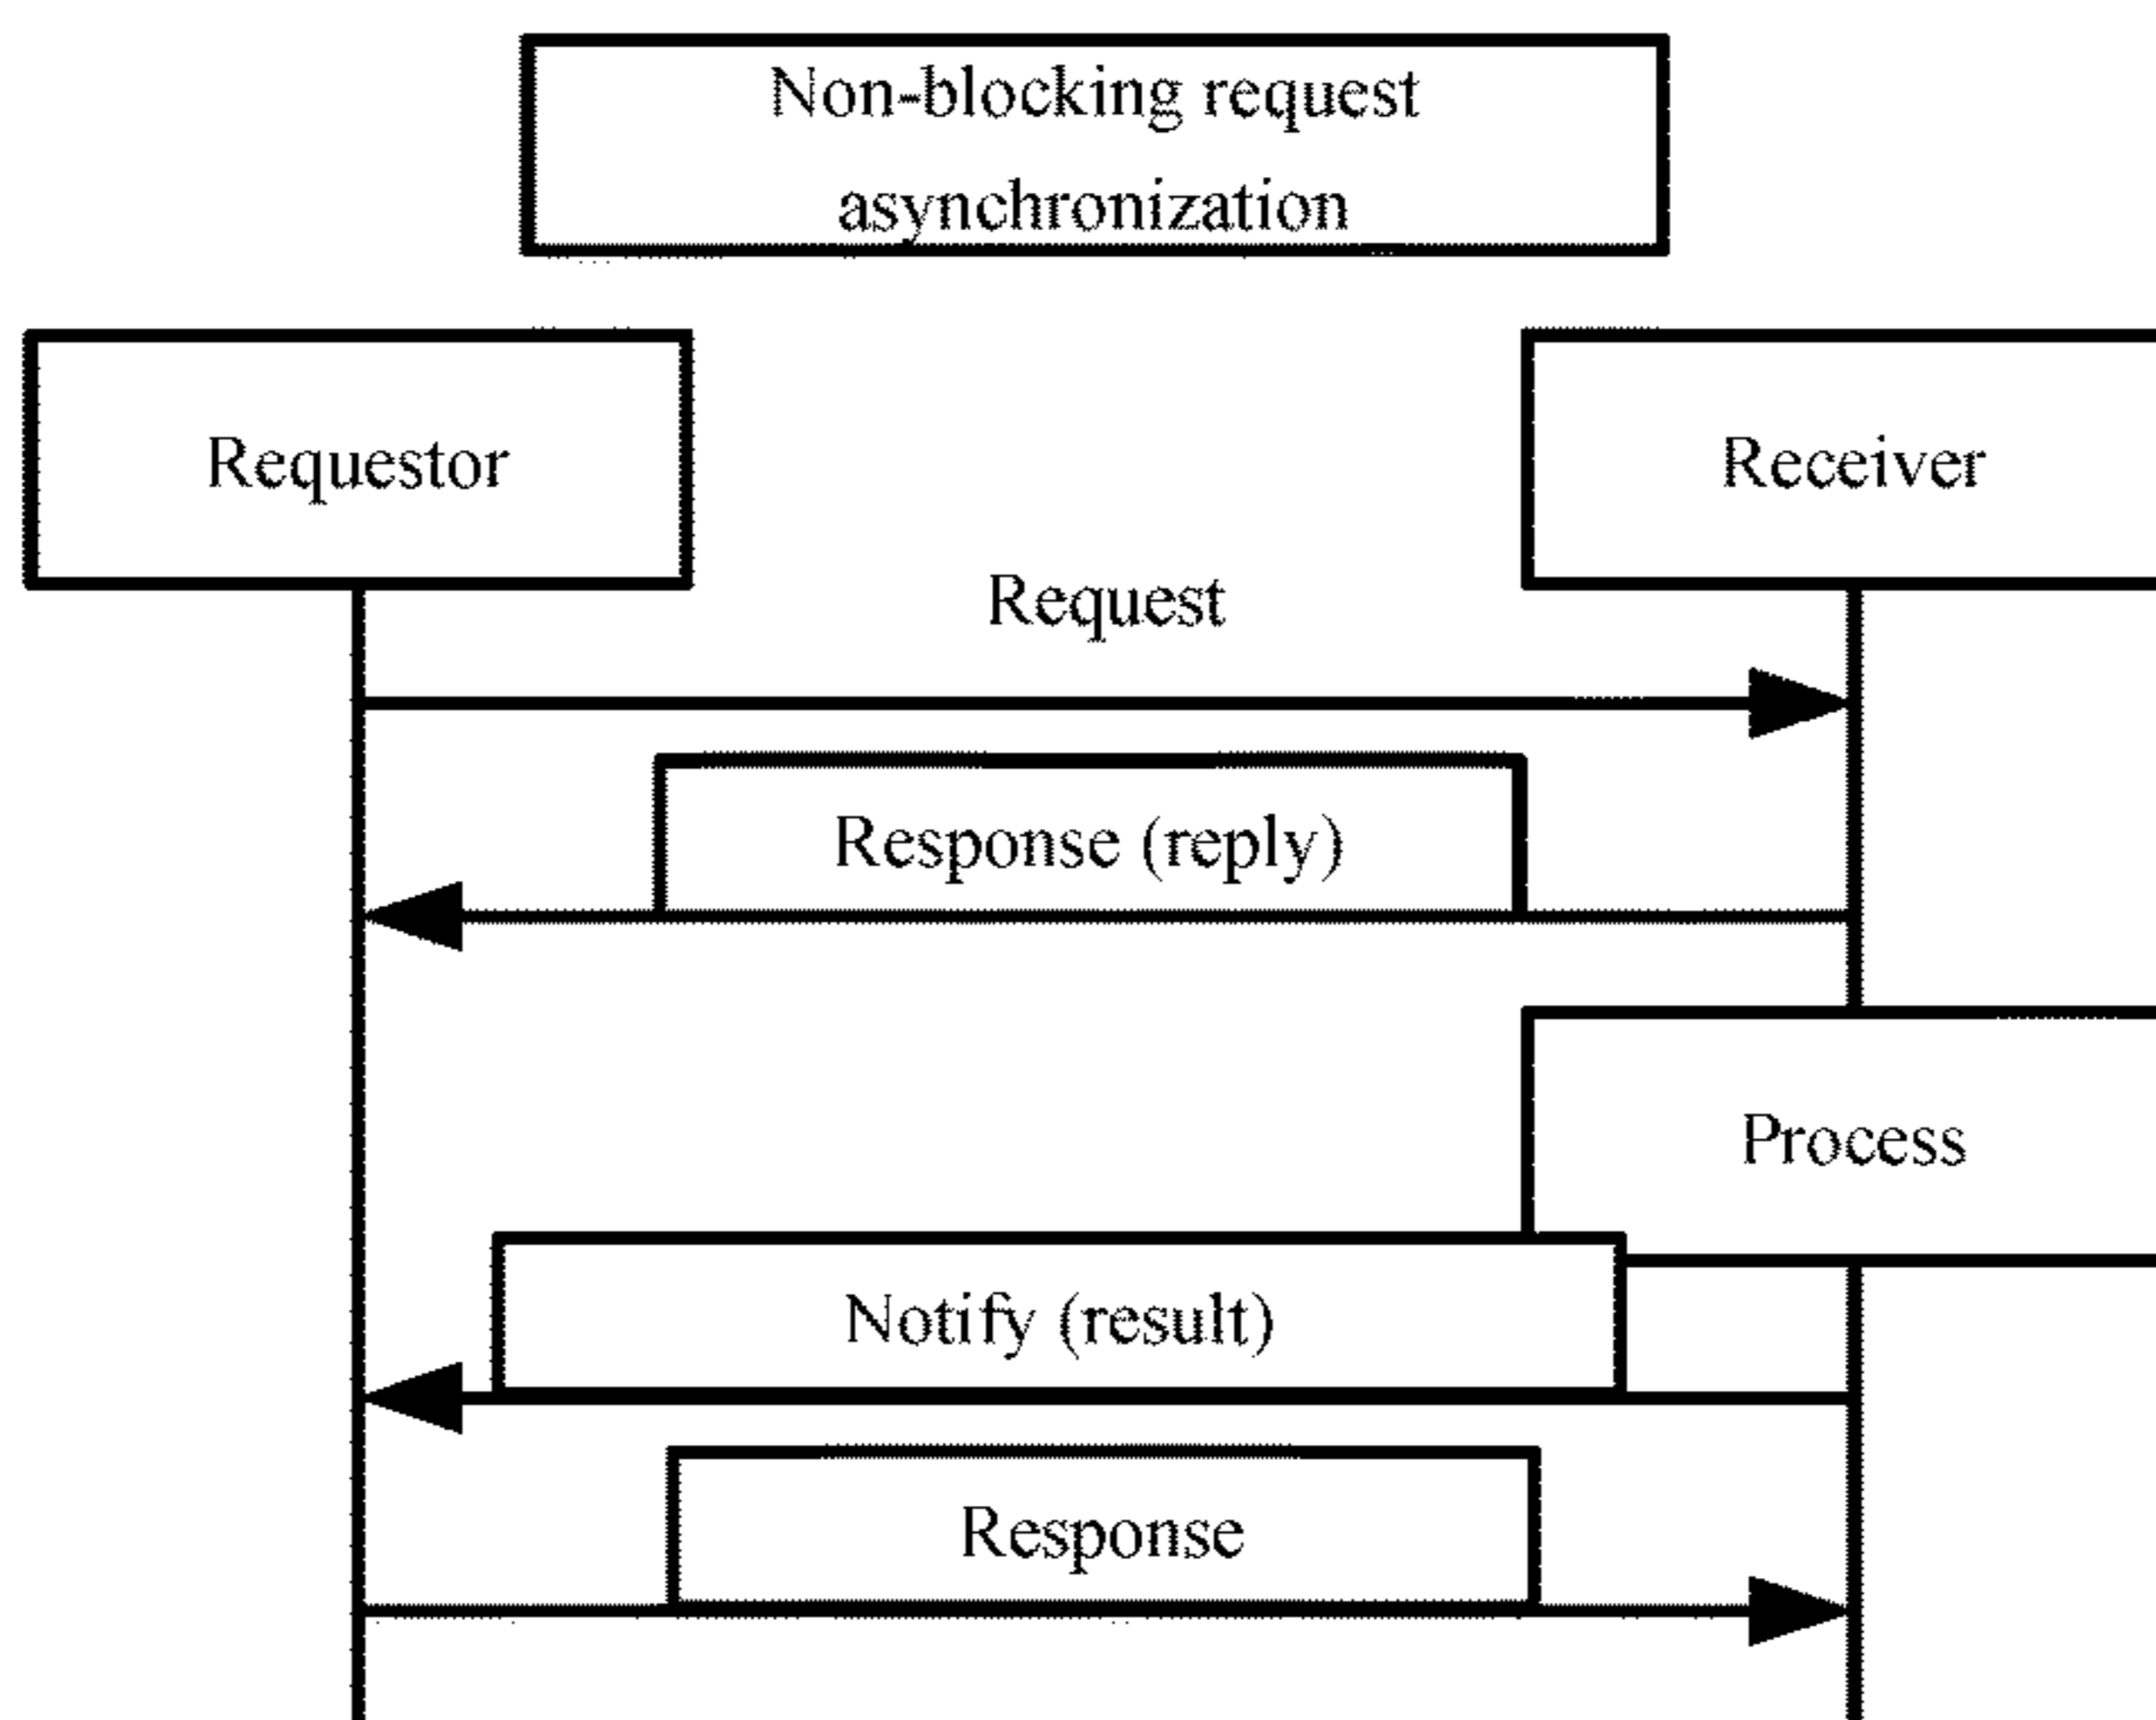 Non-blocking request
asynchronization
Requestor
Receiver
Request
Response (reply)
Process
Notify (result)
Response